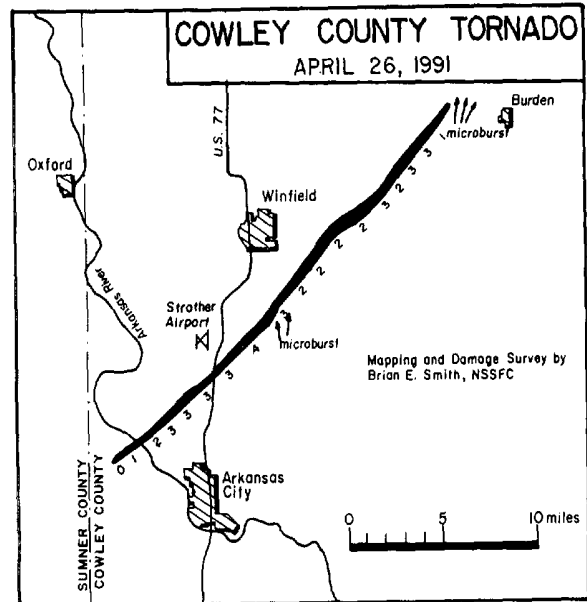 COWLEY COUNTY TORNADO
APRIL 26, 1991
U.S. 77
Burden
microburst
Oxford
Winfield
Arkansas River
Strother
Airport
microburst
Mapping and Damage Survey by
Brian E. Smith, NSSFC
0 1 2 3 3 3 3 4 3 2 2 2 2 3 2 3 3 1
Arkansas
City
SUMNER COUNTY
COWLEY COUNTY
0 5 10 miles